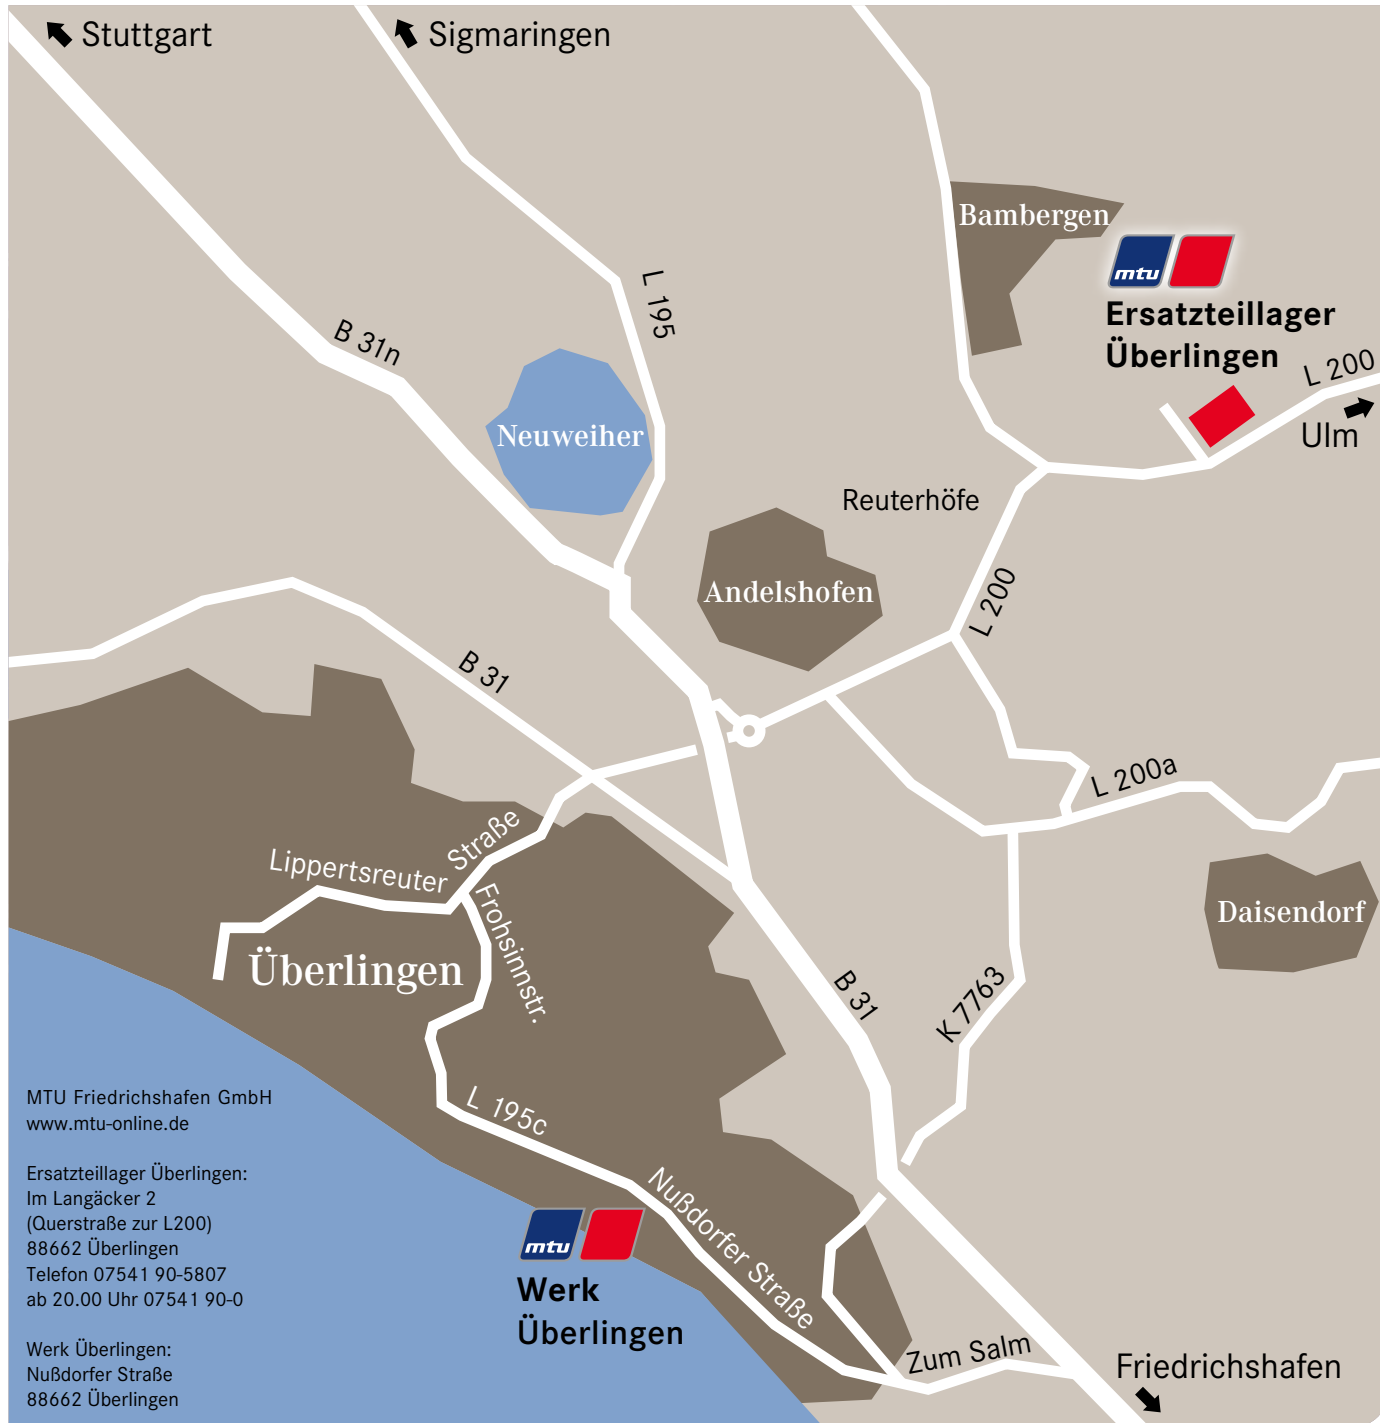 Stuttgart
Sigmaringen
Bambergen
mtu
Ersatzteillager
Überlingen
L 195
B 31n
L 200
Ulm
Neuweiher
Reuterhöfe
Andelshofen
L 200
B 31
L 200a
Lippertsreuter
Straße
Frohsinnstr.
Daisendorf
Überlingen
B 31
K 7763
L 195c
MTU Friedrichshafen GmbH
www.mtu-online.de
Ersatzteillager Überlingen:
Im Langäcker 2
(Querstraße zur L200)
88662 Überlingen
Telefon 07541 90-5807
ab 20.00 Uhr 07541 90-0
Werk Überlingen:
Nußdorfer Straße
88662 Überlingen
Nußdorfer Straße
mtu
Werk
Überlingen
Zum Salm
Friedrichshafen